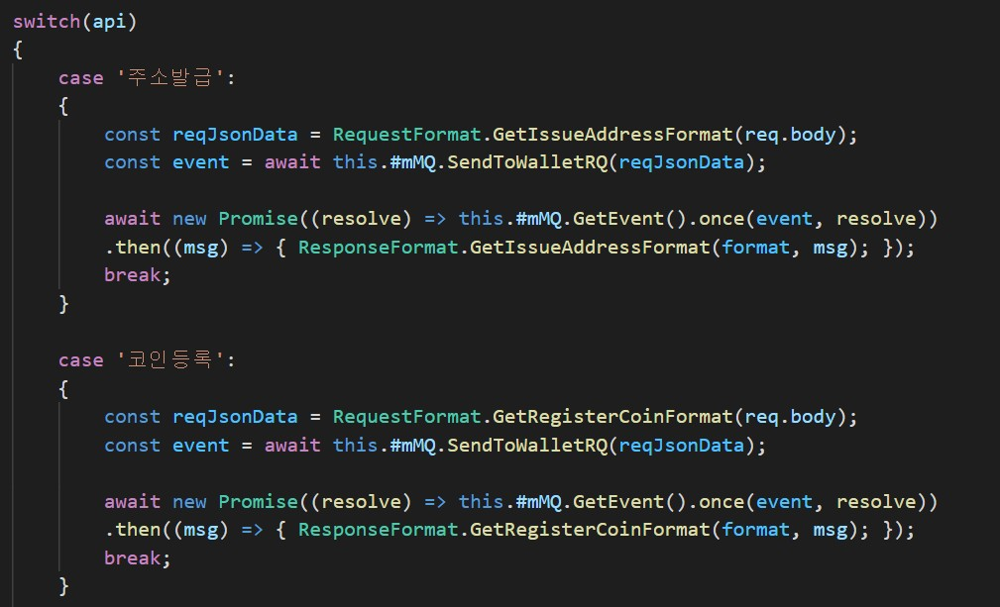 switch(api)
{
case '주소발급':
{
const reqJsonData = RequestFormat.GetIssueAddressFormat(req.body);
const event = await this.#mMQ.SendToWalletRQ(reqJsonData);
await new Promise((resolve) => this.#mMQ.GetEvent().once(event, resolve))
.then((msg) => { ResponseFormat.GetIssueAddressFormat(format, msg); });
break;
}
case '코인등록':
{
const reqJsonData = RequestFormat.GetRegisterCoinFormat(req.body);
const event = await this.#mMQ.SendToWalletRQ(reqJsonData);
await new Promise((resolve) => this.#mMQ.GetEvent().once(event, resolve))
.then((msg) => { ResponseFormat.GetRegisterCoinFormat(format, msg); });
break;
}